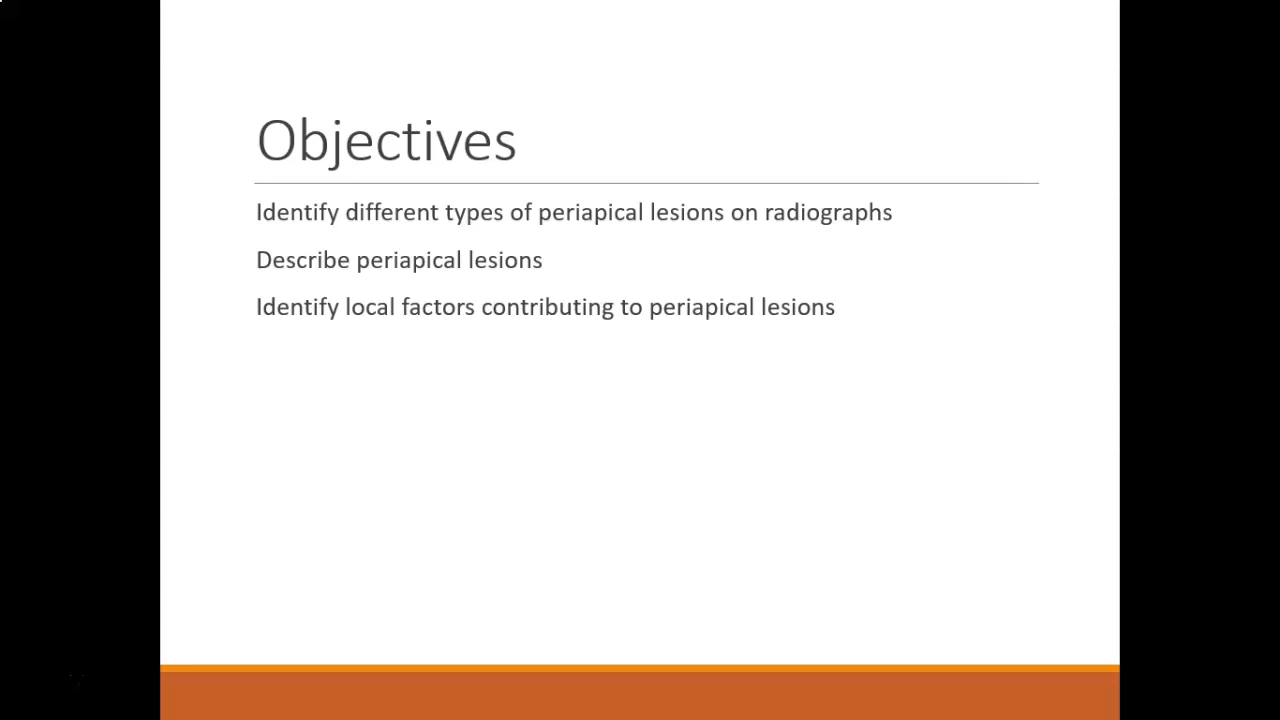 Objectives
Identify different types of periapical lesions on radiographs
Describe periapical lesions
Identify local factors contributing to periapical lesions